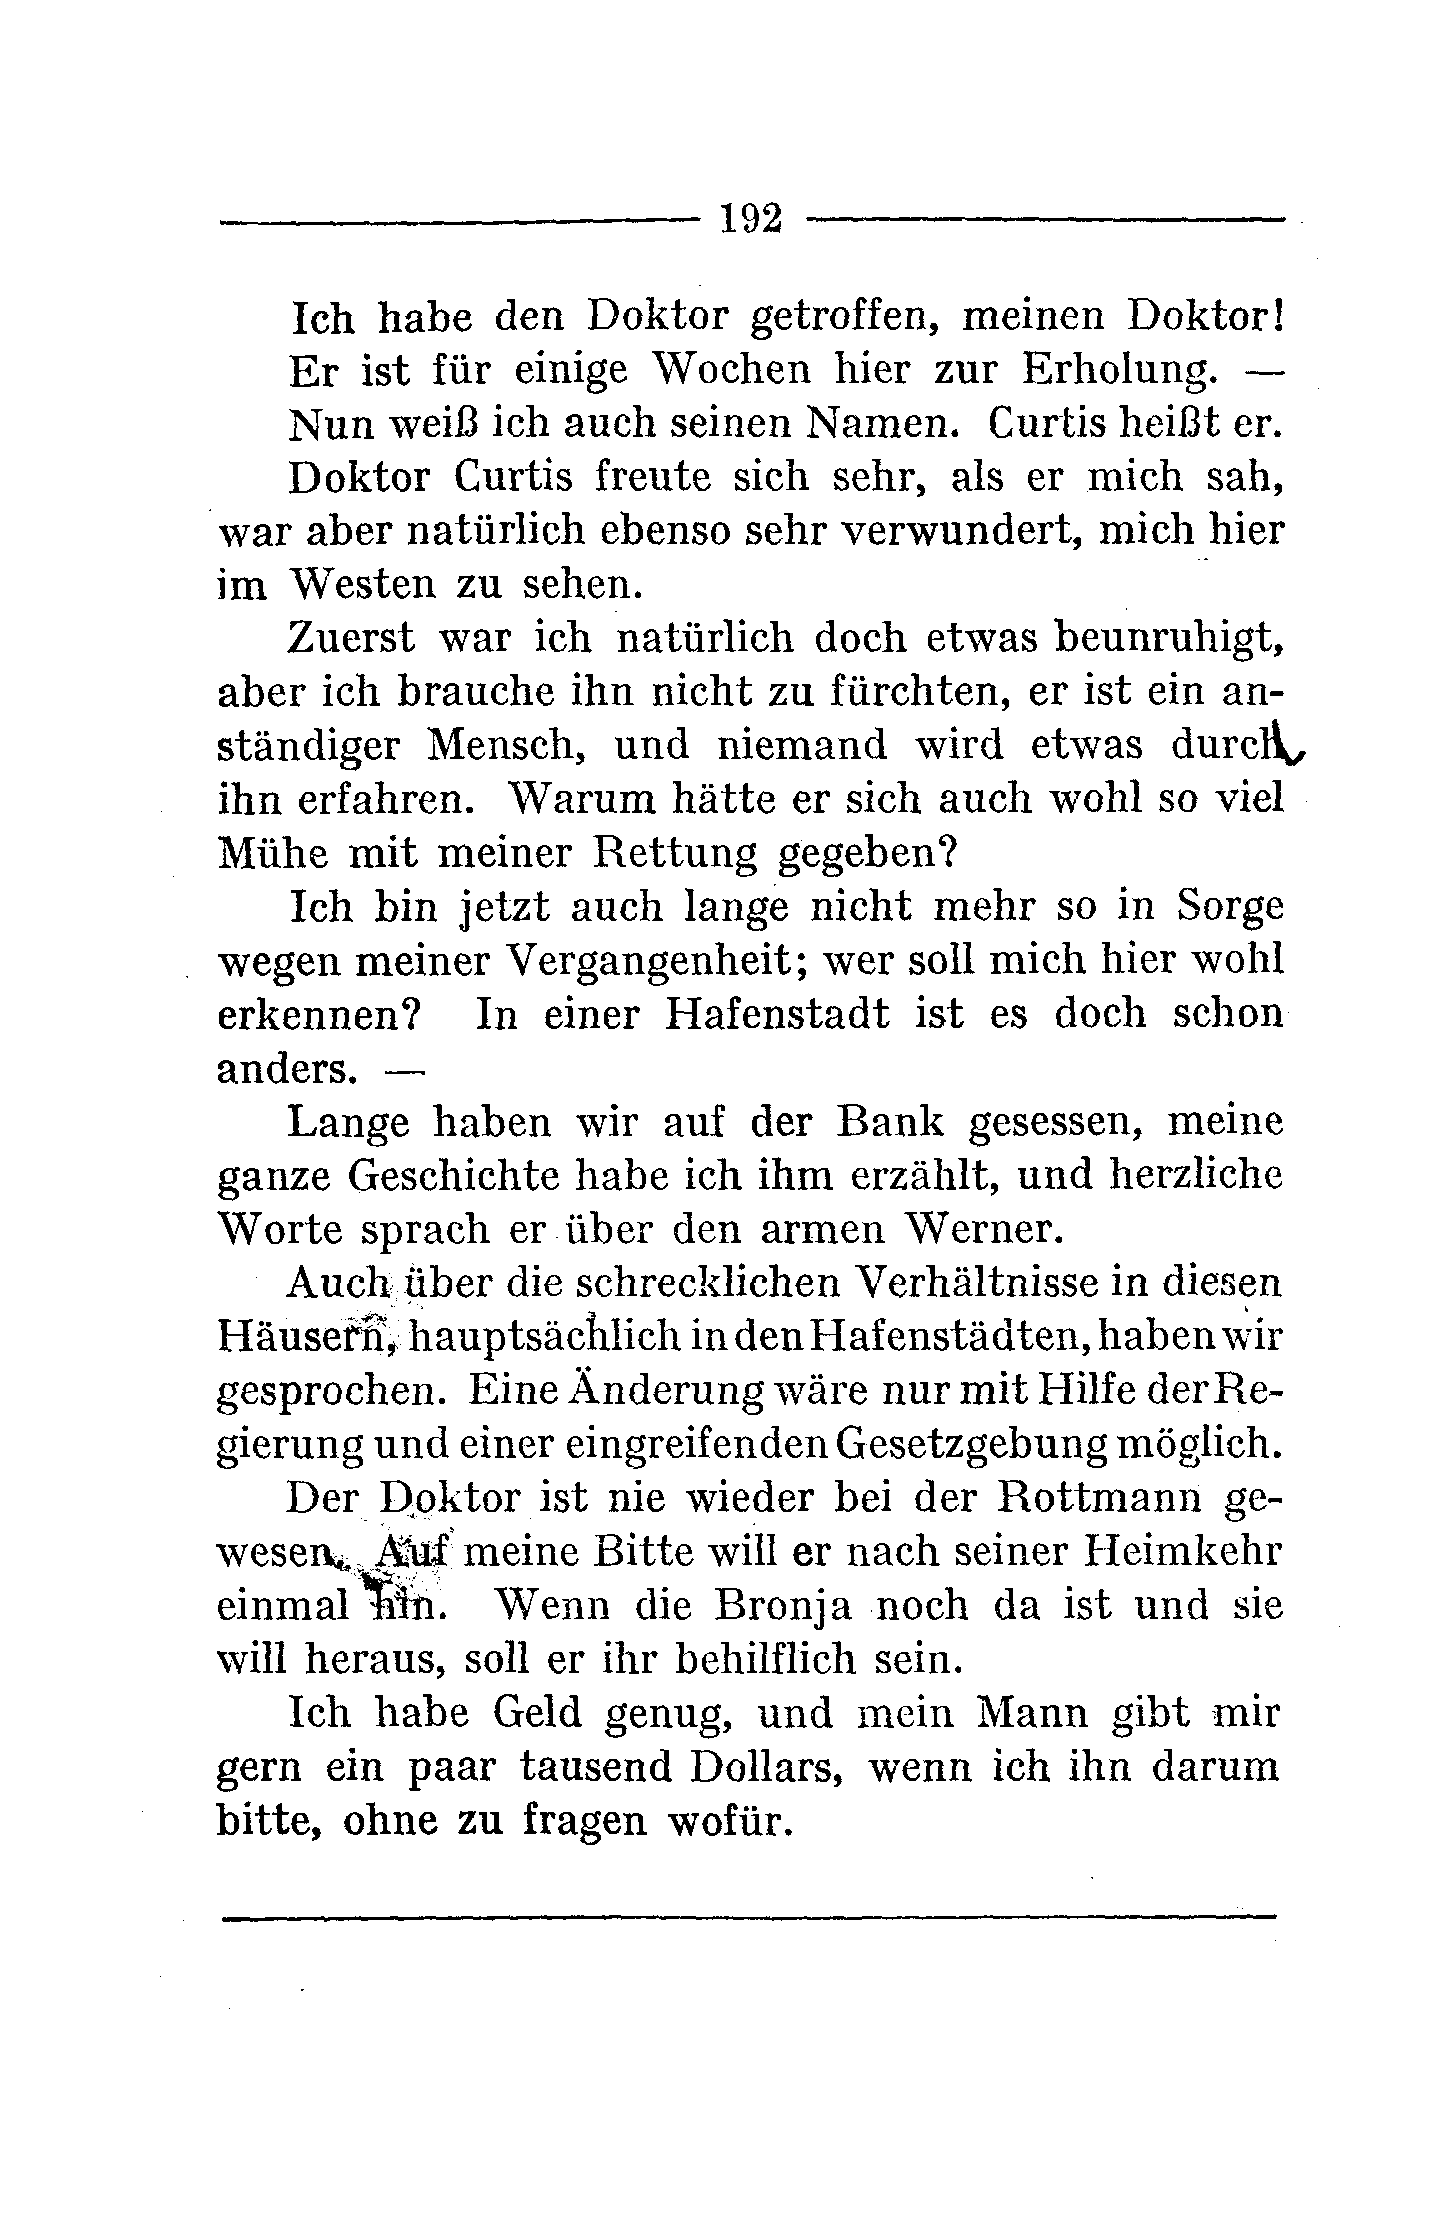 192
Ich habe den Doktor getroffen, meinen Doktor!
Er ist für einige Wochen hier zur Erholung. —
Nun weiß ich auch seinen Namen. Curtis heißt er.
Doktor Curtis freute sich sehr, als er mich sah,
war aber natürlich ebenso sehr verwundert, mich hier
im Westen zu sehen.
Zuerst war ich natürlich doch etwas beunruhigt,
aber ich brauche ihn nicht zu fürchten, er ist ein an-
ständiger Mensch, und niemand wird etwas durch
ihn erfahren. Warum hätte er sich auch wohl so viel
Mühe mit meiner Rettung gegeben?
Ich bin jetzt auch lange nicht mehr so in Sorge
wegen meiner Vergangenheit; wer soll mich hier wohl
erkennen? In einer Hafenstadt ist es doch schon
anders. —
Lange haben wir auf der Bank gesessen, meine
ganze Geschichte habe ich ihm erzählt, und herzliche
Worte sprach er über den armen Werner.
Auch über die schrecklichen Verhältnisse in diesen
Häusern, hauptsächlich in den Hafenstädten, haben wir
gesprochen. Eine Änderung wäre nur mit Hilfe der Re-
gierung und einer eingreifenden Gesetzgebung möglich.
Der Doktor ist nie wieder bei der Rottmann ge-
wesen. Auf meine Bitte will er nach seiner Heimkehr
einmal hin. Wenn die Bronja noch da ist und sie
will heraus, soll er ihr behilflich sein.
Ich habe Geld genug, und mein Mann gibt mir
gern ein paar tausend Dollars, wenn ich ihn darum
bitte, ohne zu fragen wofür.